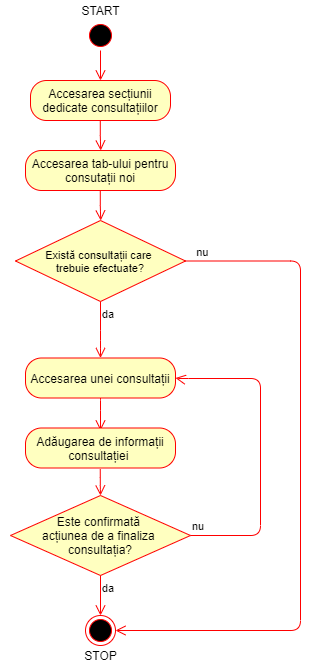 START
Accesarea secțiunii
dedicate consultațiilor
Accesarea tab-ului pentru
consutații noi
Există consultații care
trebuie efectuate?
nu
da
Accesarea unei consultații
Adăugarea de informații
consultației
Este confirmată
acțiunea de a finaliza
consultația?
nu
da
STOP